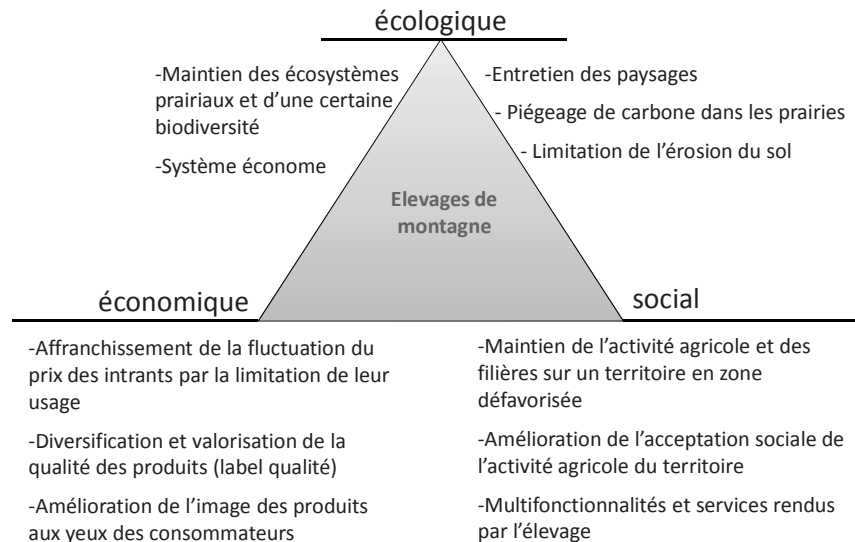 écologique
-Maintien des écosystèmes
prairiaux et d'une certaine
biodiversité
-Système économe
-Entretien des paysages
- Piégeage de carbone dans les prairies
- Limitation de l'érosion du sol
Elevages de
montagne
économique
-Affranchissement de la fluctuation du
prix des intrants par la limitation de leur
usage
-Diversification et valorisation de la
qualité des produits (label qualité)
-Amélioration de l'image des produits
aux yeux des consommateurs
social
-Maintien de l'activité agricole et des
filières sur un territoire en zone
défavorisée
-Amélioration de l'acceptation sociale de
l'activité agricole du territoire
-Multifonctionnalités et services rendus
par l'élevage